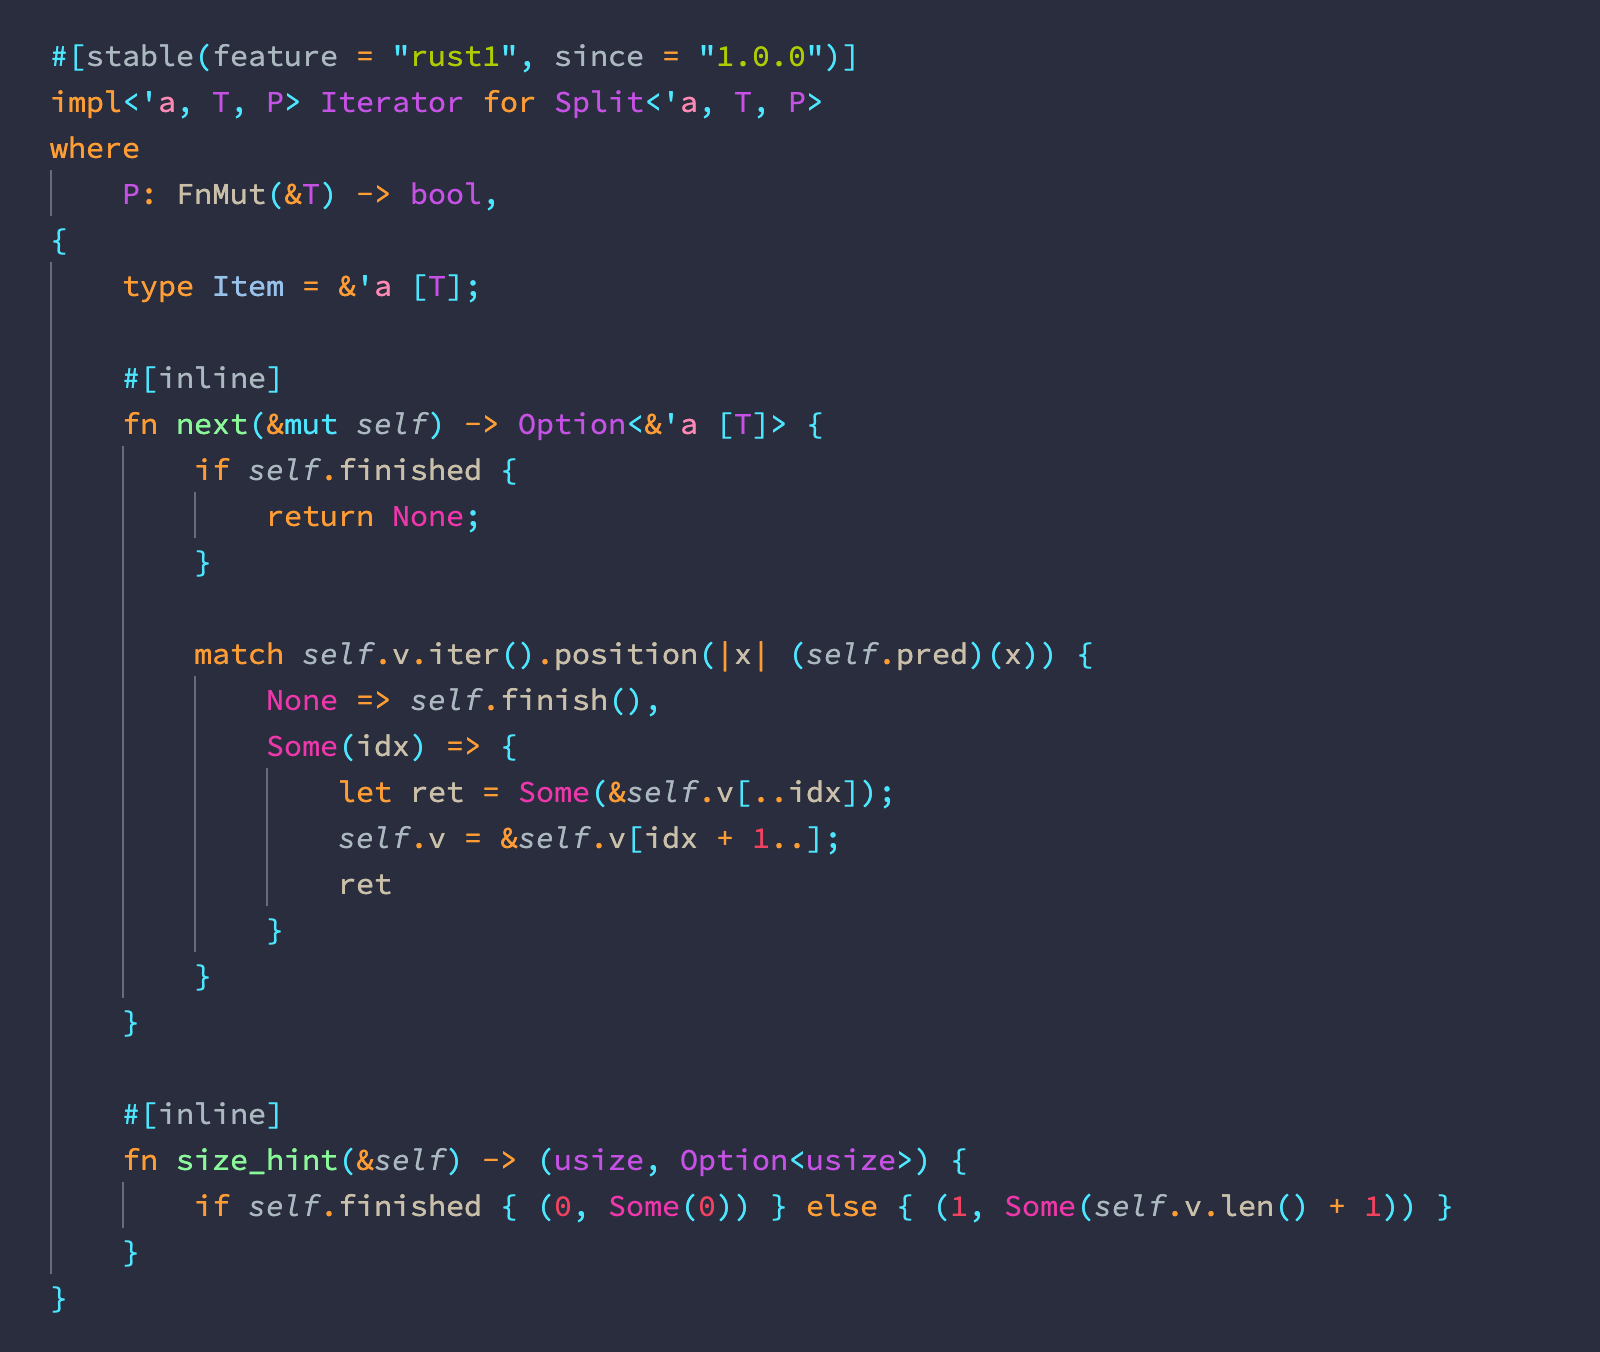 #[stable(feature = "rust1", since = "1.0.0")]
impl<'a, T, P> Iterator for Split<'a, T, P>
where
    P: FnMut(&T) -> bool,
{
    type Item = &'a [T];

    #[inline]
    fn next(&mut self) -> Option<&'a [T]> {
        if self.finished {
            return None;
        }

        match self.v.iter().position(|x| (self.pred)(x)) {
            None => self.finish(),
            Some(idx) => {
                let ret = Some(&self.v[..idx]);
                self.v = &self.v[idx + 1..];
                ret
            }
        }
    }

    #[inline]
    fn size_hint(&self) -> (usize, Option<usize>) {
        if self.finished { (0, Some(0)) } else { (1, Some(self.v.len() + 1)) }
    }
}